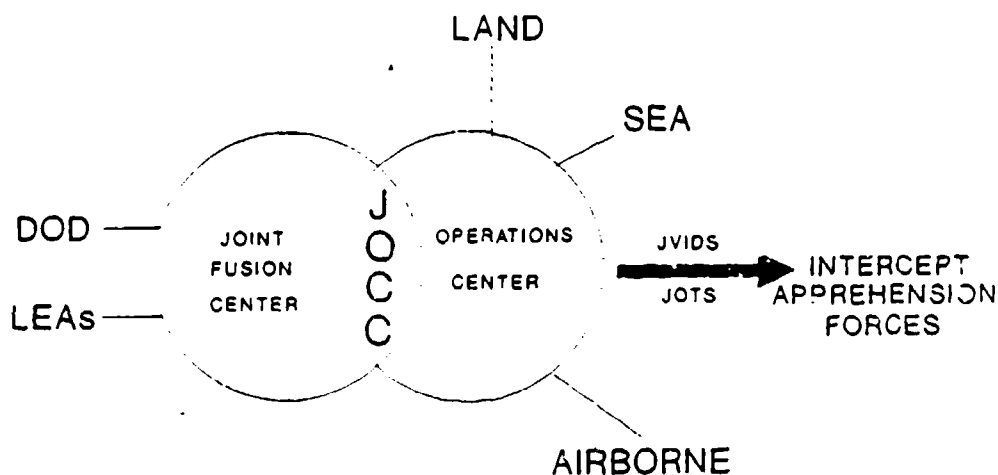 LAND
SEA
DOD
LEAs
JOINT
FUSION
CENTER
J
O
C
C
OPERATIONS
CENTER
JVIDS
JOTS
INTERCEPT
APPREHENSION
FORCES
AIRBORNE